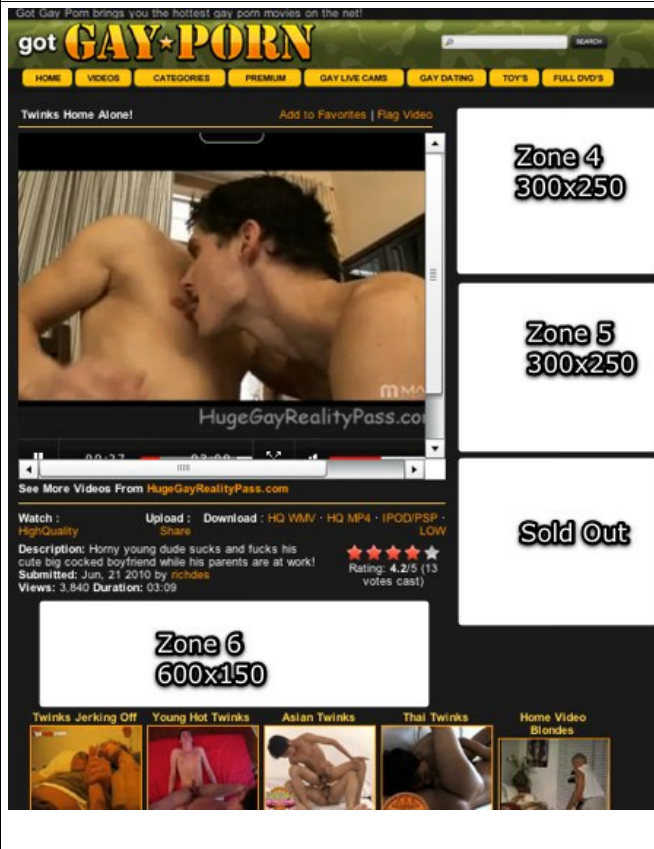 Got Gay Porn brings you the hottest gay porn movies on the net!
got GAY★PORN
SEARCH
HOME VIDEOS CATEGORIES PREMIUM GAY LIVE CAMS GAY DATING TOY'S FULL DVD'S
Twinks Home Alone! Add to Favorites | Flag Video
Zone 4
300x250
HugeGayRealityPass.co
Zone 5
300x250
See More Videos From HugeGayRealityPass.com
Watch : Upload : Download : HQ WMV · HQ MP4 · IPOD/PSP ·
HighQuality Share LOW
Description: Horny young dude sucks and fucks his
cute big cocked boyfriend while his parents are at work!
Submitted: Jun, 21 2010 by richdes
Views: 3,840 Duration: 03:09
Rating: 4.2/5 (13
votes cast)
Sold Out
Zone 6
600x150
Twinks Jerking Off Young Hot Twinks Asian Twinks Thai Twinks Home Video
Blondes